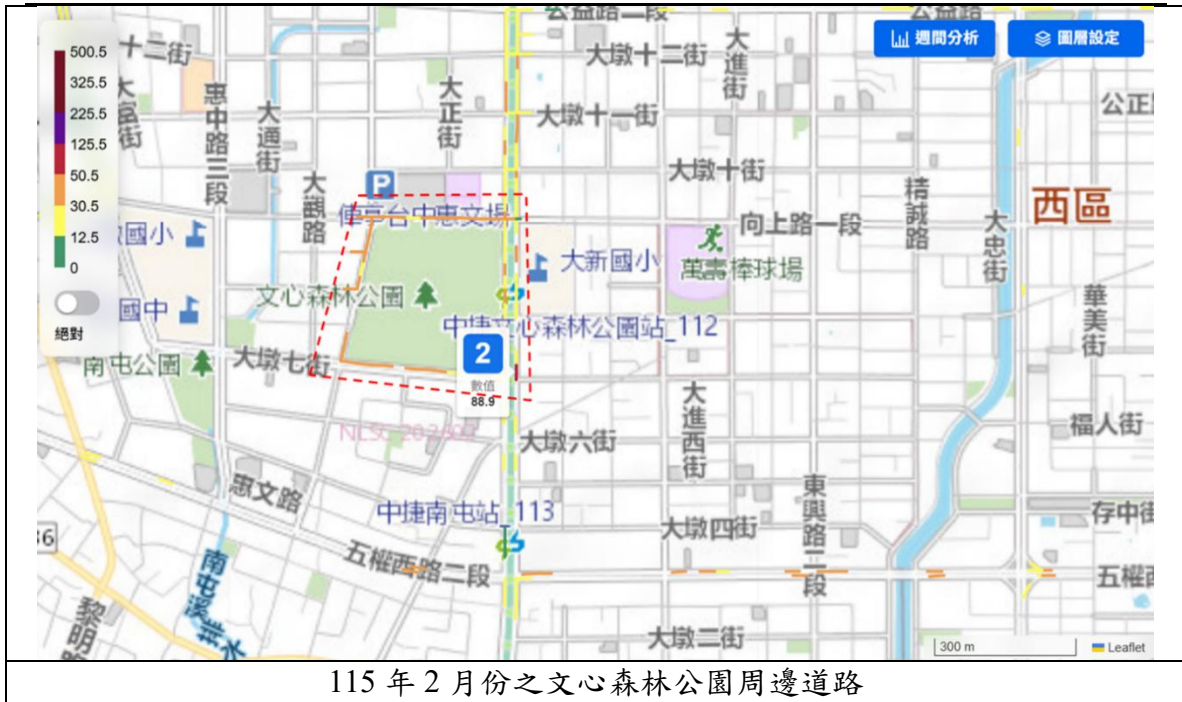 公益路二段
公益路
週間分析
圖層設定
500.5
325.5
225.5
125.5
50.5
30.5
12.5
0
絕對
十二街
惠中路三段
大通街
大正街
大墩十二街
大進街
大墩十一街
公正
大墩十街
大觀路
P
向上路一段
精誠路
大忠街
西區
國小
大新國小
萬壽棒球場
文心森林公園
國中
中捷文心森林公園站_112
華美街
南屯公園
大墩七街
2
數值
88.9
大進西街
大墩六街
福人街
惠文路
中捷南屯站_113
東興路二段
大墩四街
存中街
36
五權西路二段
五權西
南屯溪排水
黎明路
大墩二街
300 m
Leaflet
115 年 2 月份之文心森林公園周邊道路